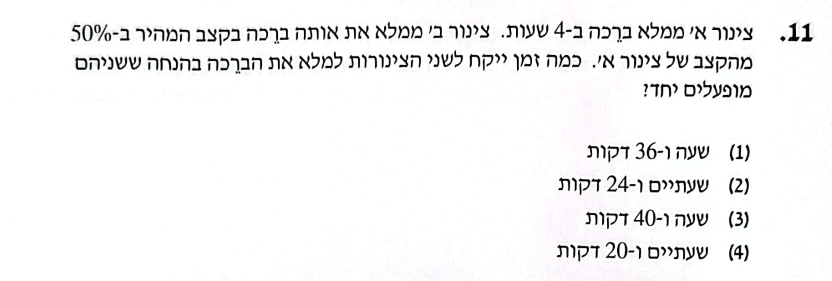 11. צינור א' ממלא בְּרֵכה ב-4 שעות. צינור ב' ממלא את אותה ברֵכה בקצב המהיר ב-50%
מהקצב של צינור א'. כמה זמן ייקח לשני הצינורות למלא את הברֵכה בהנחה ששניהם
מופעלים יחד?
(1) שעה ו-36 דקות
(2) שעתיים ו-24 דקות
(3) שעה ו-40 דקות
(4) שעתיים ו-20 דקות